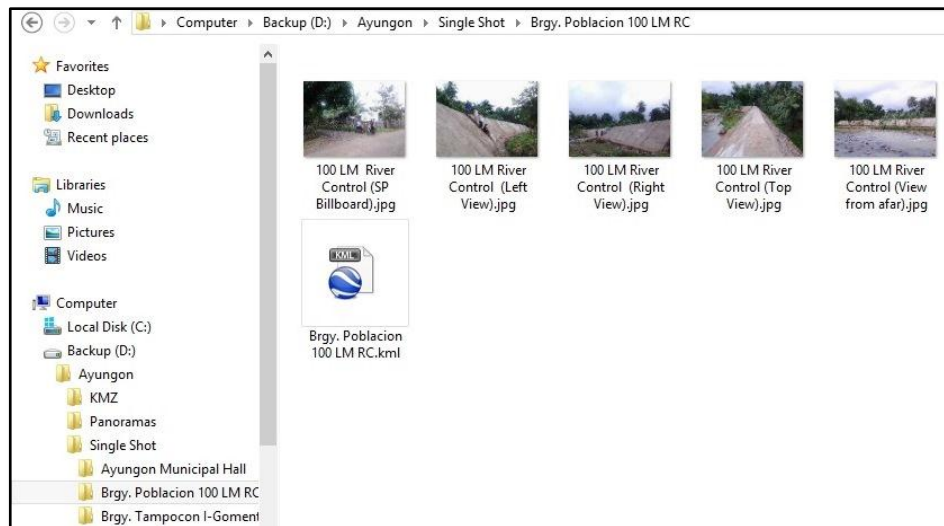 Computer Backup (D:) Ayungon Single Shot Brgy. Poblacion 100 LM RC
Favorites
Desktop
Downloads
Recent places
Libraries
Music
Pictures
Videos
Computer
Local Disk (C:)
Backup (D:)
Ayungon
KMZ
Panoramas
Single Shot
Ayungon Municipal Hall
Brgy. Poblacion 100 LM RC
Brgy. Tampocon I-Goment
100 LM River
Control (SP
Billboard).jpg
100 LM River
Control (Left
View).jpg
100 LM River
Control (Right
View).jpg
100 LM River
Control (Top
View).jpg
100 LM River
Control (View
from afar).jpg
KML
Brgy. Poblacion
100 LM RC.kml